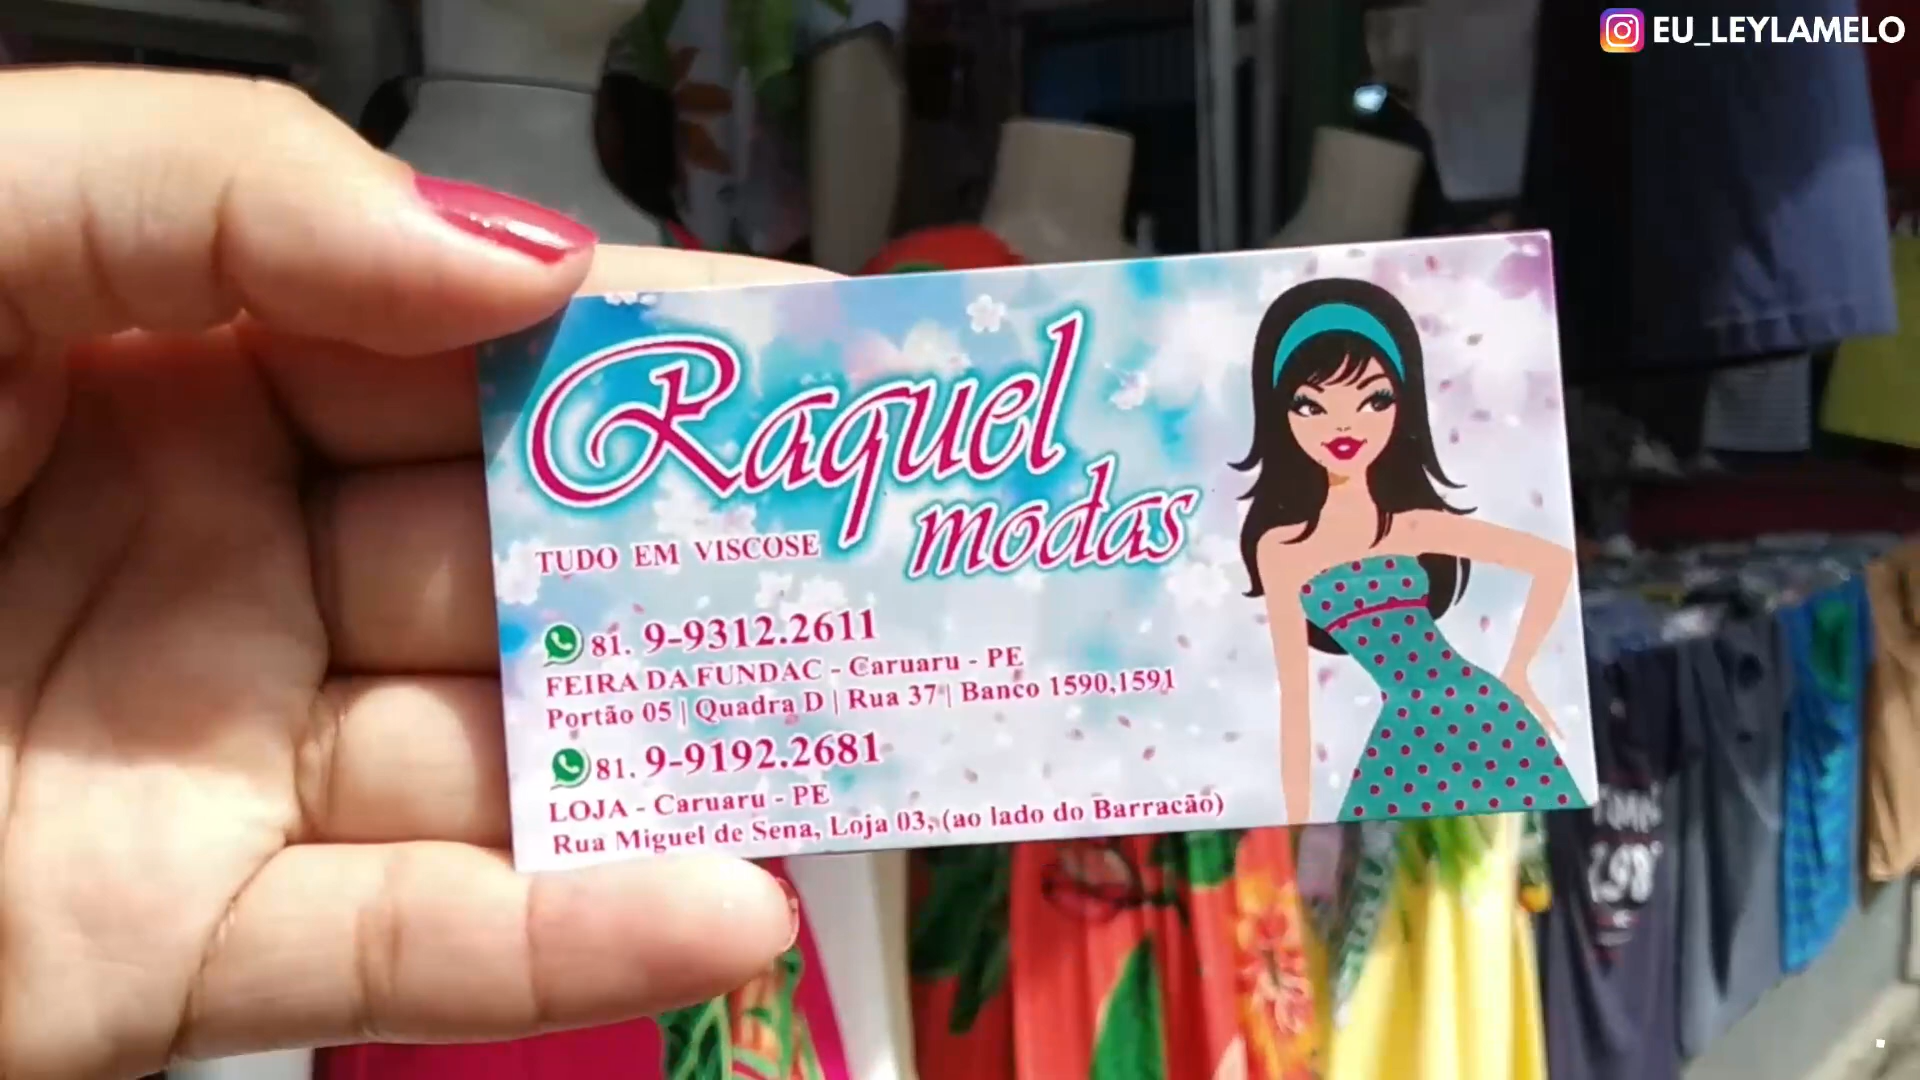 EU_LEYLAMELO
Raquel
modas
TUDO EM VISCOSE
81. 9-9312.2611
FEIRA DA FUNDAC - Caruaru - PE
Portão 05 | Quadra D | Rua 37 | Banco 1590,1591
81. 9-9192.2681
LOJA - Caruaru - PE
Rua Miguel de Sena, Loja 03, (ao lado do Barracão)